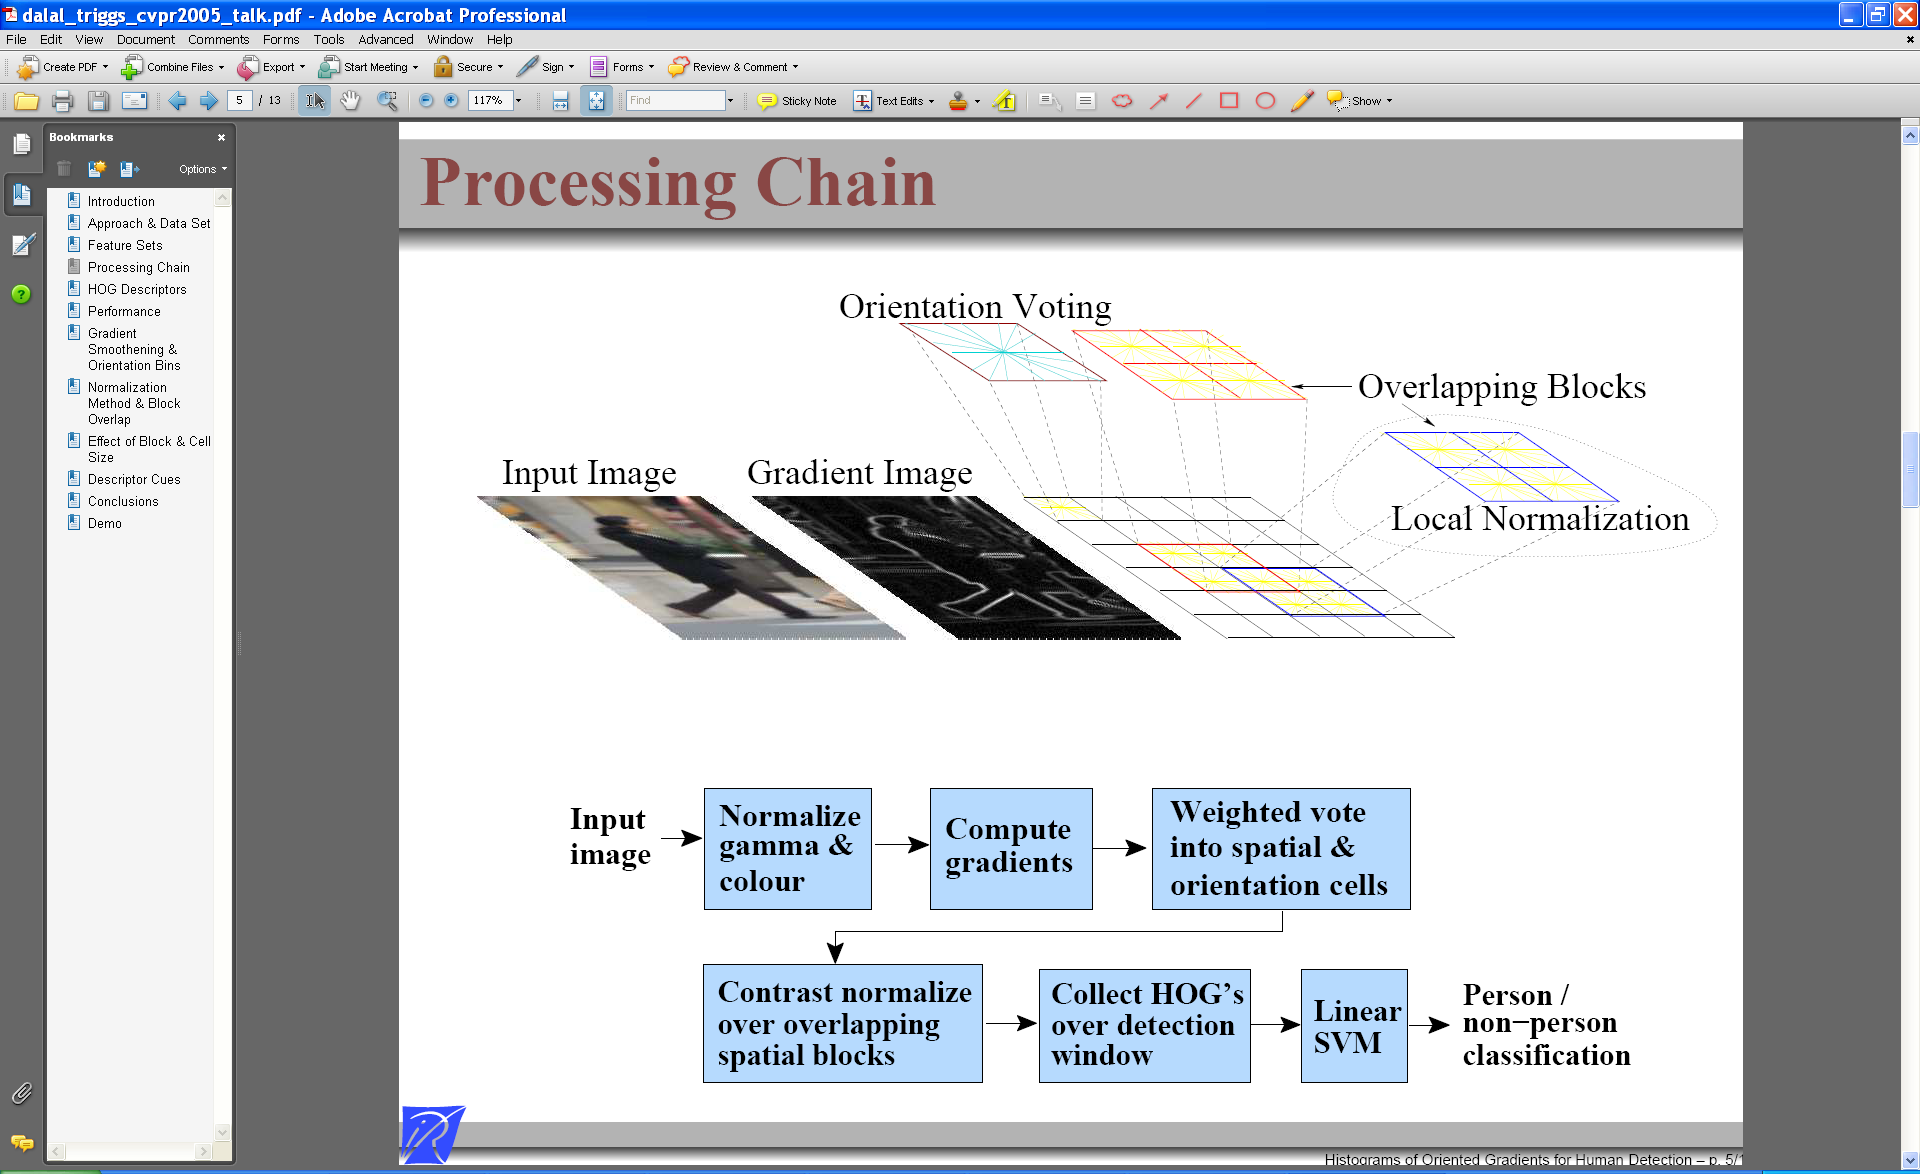 dalal_triggs_cvpr2005_talk.pdf - Adobe Acrobat Professional
File Edit View Document Comments Forms Tools Advanced Window Help
Create PDF Combine Files Export Start Meeting Secure Sign Forms Review & Comment
5 / 13 117% Find Sticky Note Text Edits Show
Bookmarks
Options
Introduction
Approach & Data Set
Feature Sets
Processing Chain
HOG Descriptors
Performance
Gradient
Smoothening &
Orientation Bins
Normalization
Method & Block
Overlap
Effect of Block & Cell
Size
Descriptor Cues
Conclusions
Demo
Processing Chain
Orientation Voting
Overlapping Blocks
Input Image
Gradient Image
Local Normalization
Input
image
Normalize
gamma &
colour
Compute
gradients
Weighted vote
into spatial &
orientation cells
Contrast normalize
over overlapping
spatial blocks
Collect HOG's
over detection
window
Linear
SVM
Person /
non−person
classification
Histograms of Oriented Gradients for Human Detection – p. 5/1